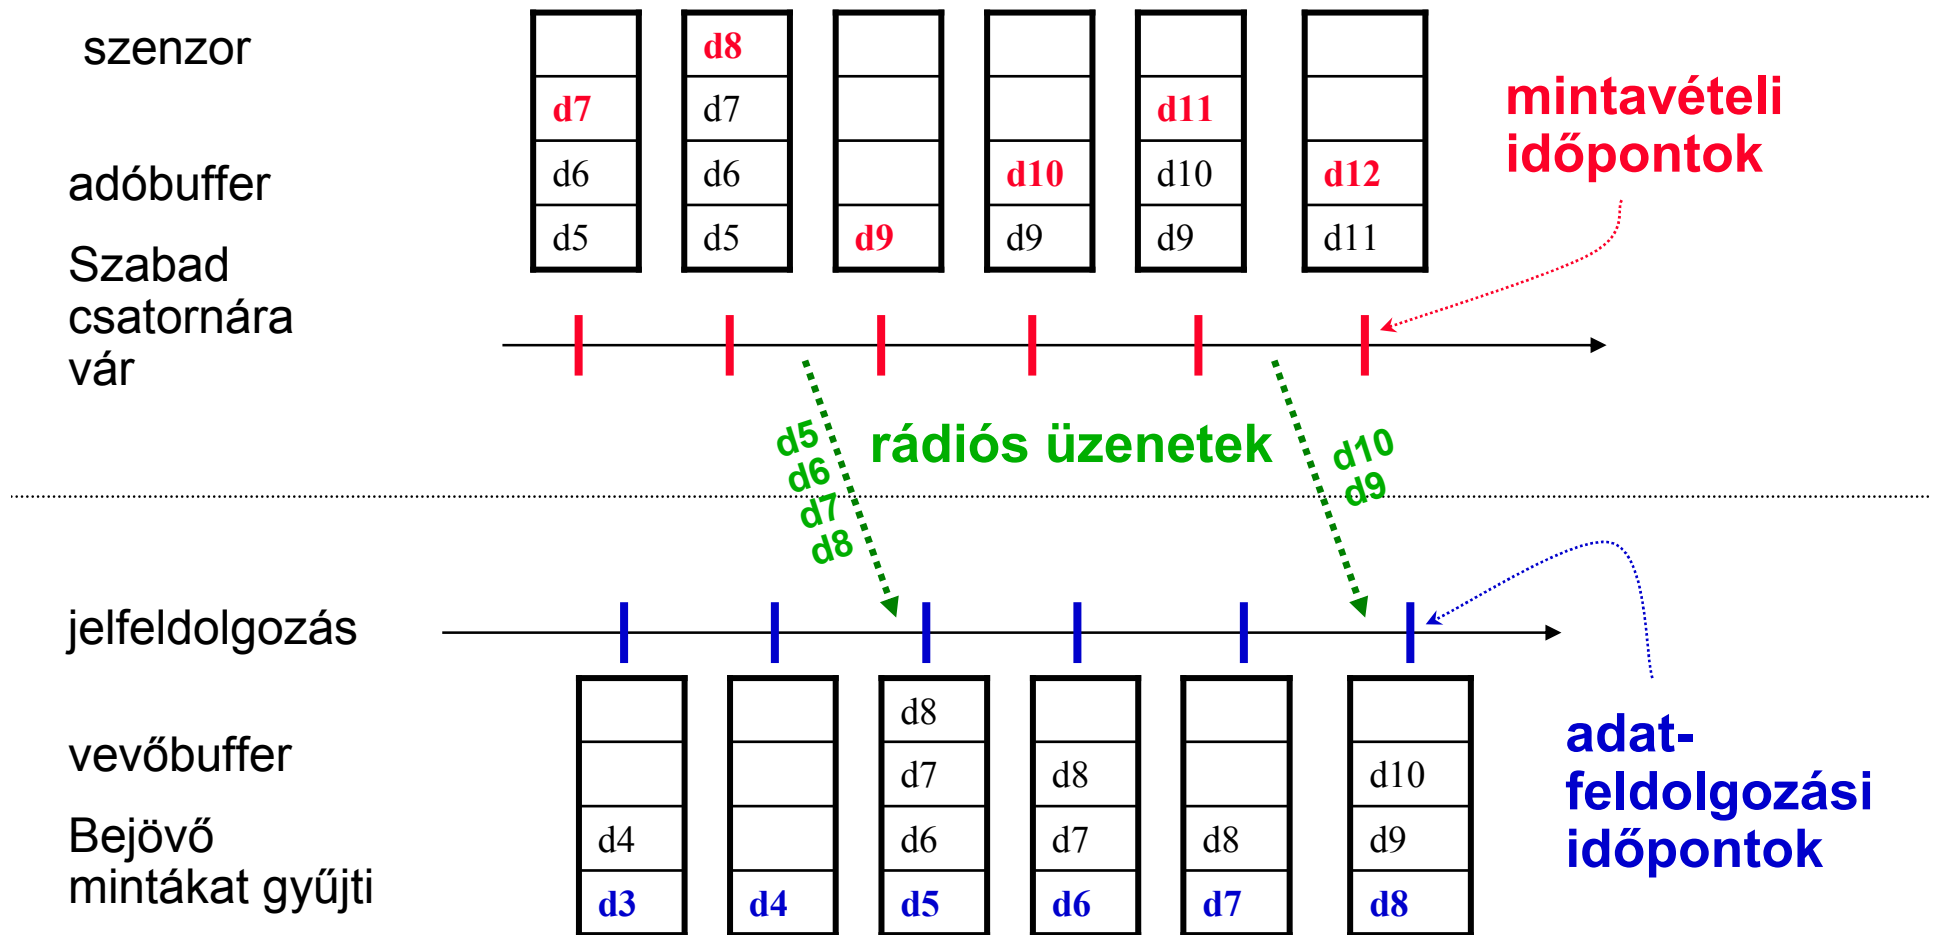 szenzor
d8
d7
d7
d11
adóbuffer
d6
d6
d10
d10
d12
d5
d5
d9
d9
d9
d11
mintavételi
időpontok
Szabad
csatornára
vár
d5
d6
d7
d8
rádiós üzenetek
d10
d9
jelfeldolgozás
d8
vevőbuffer
d7
d8
d10
Bejövő
mintákat gyűjti
d4
d6
d7
d8
d9
d3
d4
d5
d6
d7
d8
adat-
feldolgozási
időpontok